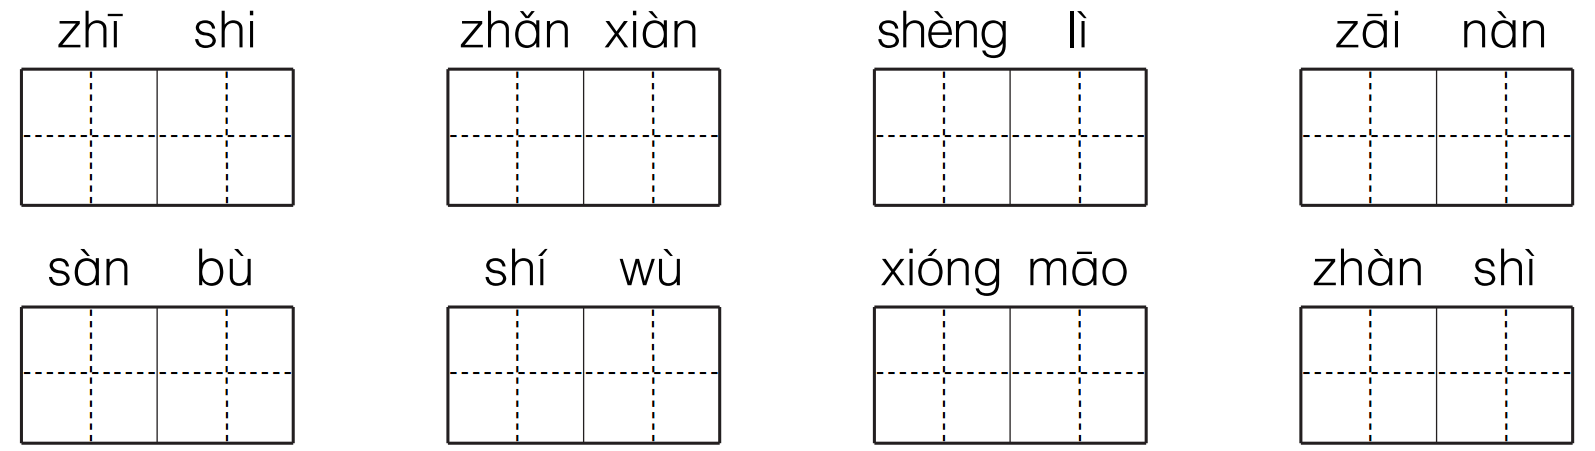 zhī shi zhǎn xiàn shèng lì zāi nàn
sàn bù shí wù xióng māo zhàn shì